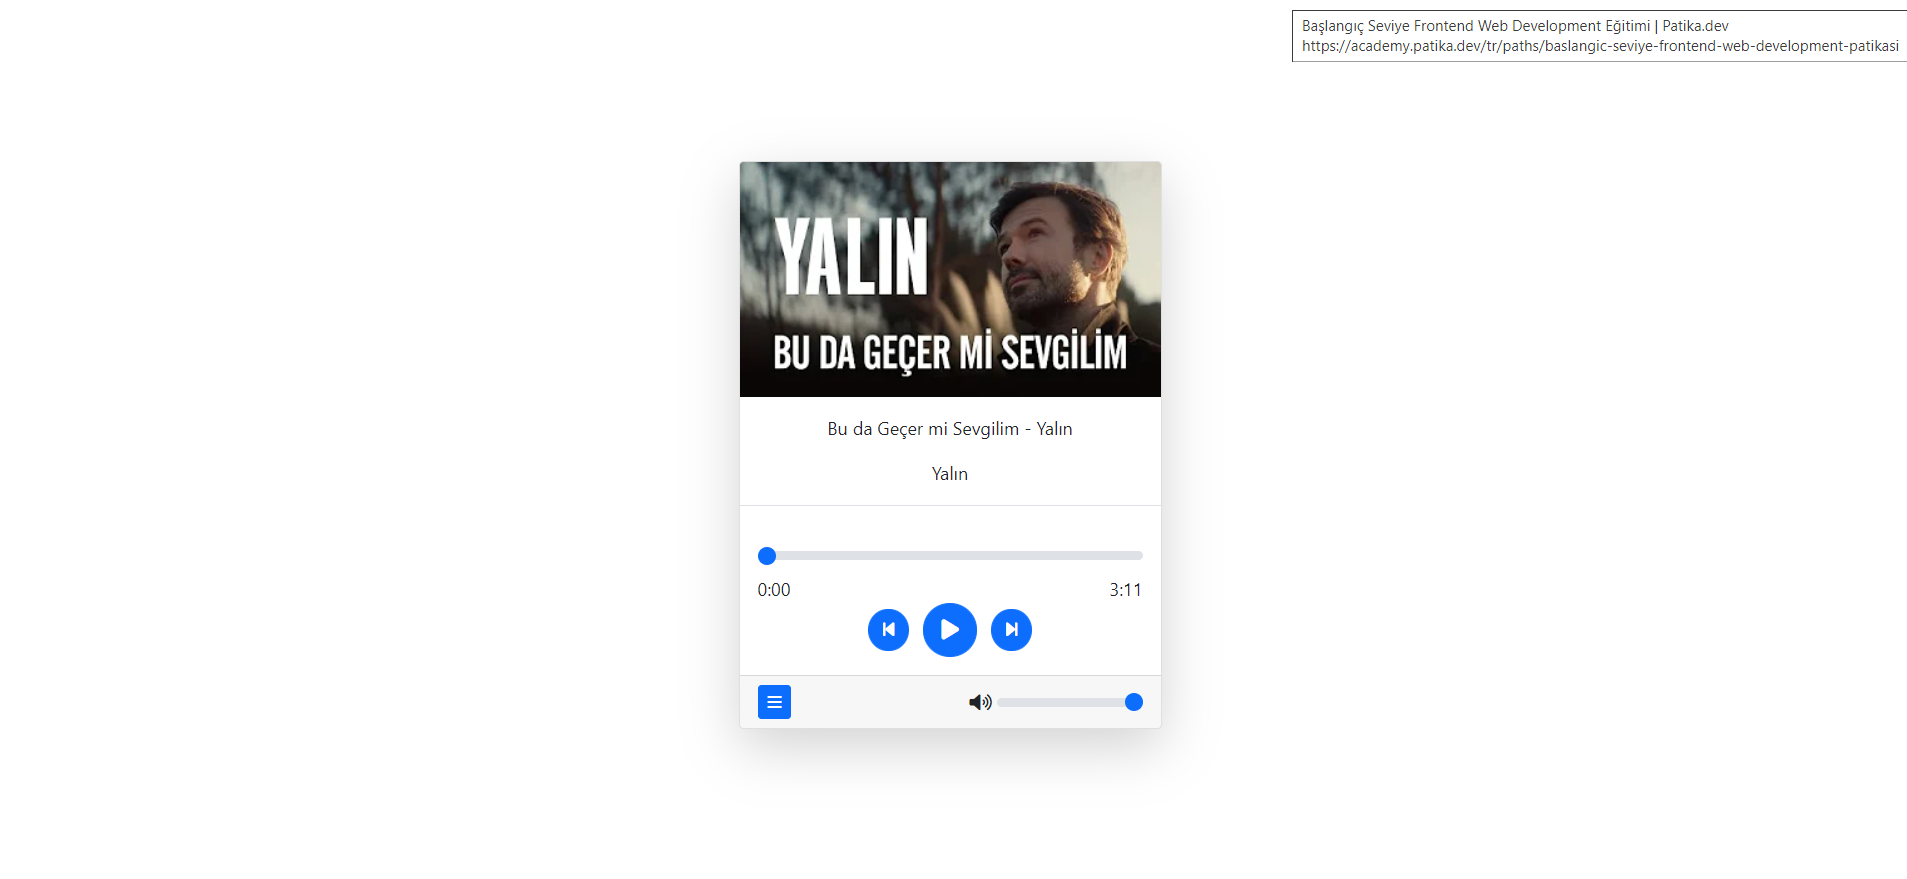 Başlangıç Seviye Frontend Web Development Eğitimi | Patika.dev
https://academy.patika.dev/tr/paths/baslangic-seviye-frontend-web-development-patikasi
YALIN
BU DA GEÇER Mİ SEVGİLİM
Bu da Geçer mi Sevgilim - Yalın
Yalın
0:00 3:11